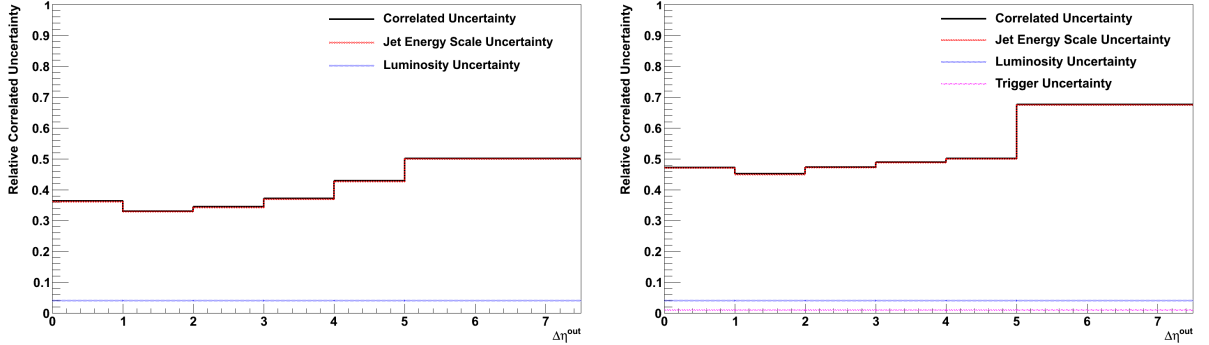 Relative Correlated Uncertainty
1
0.9
0.8
0.7
0.6
0.5
0.4
0.3
0.2
0.1
0
Correlated Uncertainty
Jet Energy Scale Uncertainty
Luminosity Uncertainty
0 1 2 3 4 5 6 7
Δη^out
Relative Correlated Uncertainty
1
0.9
0.8
0.7
0.6
0.5
0.4
0.3
0.2
0.1
0
Correlated Uncertainty
Jet Energy Scale Uncertainty
Luminosity Uncertainty
Trigger Uncertainty
0 1 2 3 4 5 6 7
Δη^out